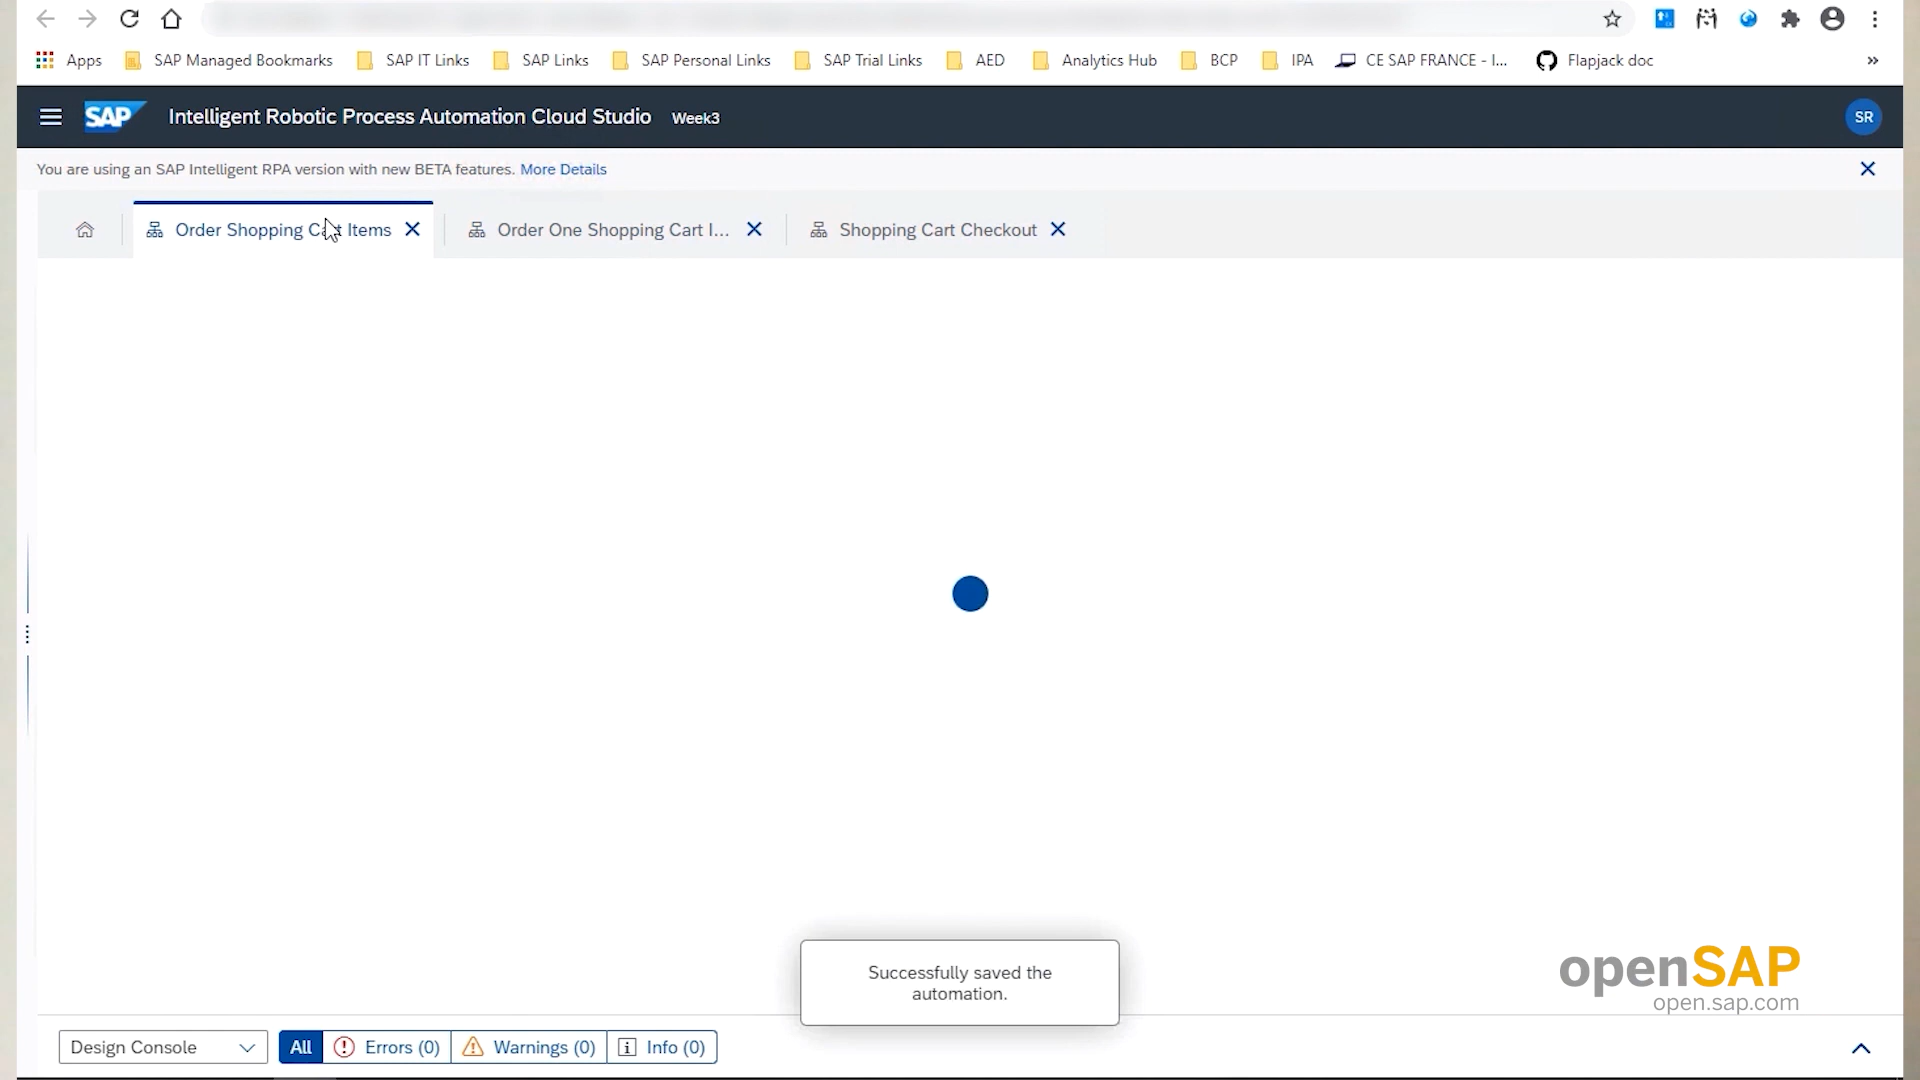 Apps SAP Managed Bookmarks SAP IT Links SAP Links SAP Personal Links SAP Trial Links AED Analytics Hub BCP IPA CE SAP FRANCE - I... Flapjack doc »
SAP Intelligent Robotic Process Automation Cloud Studio Week3 SR
You are using an SAP Intelligent RPA version with new BETA features. More Details
Order Shopping Cart Items Order One Shopping Cart I... Shopping Cart Checkout
Successfully saved the
automation.
openSAP
open.sap.com
Design Console All Errors (0) Warnings (0) Info (0)